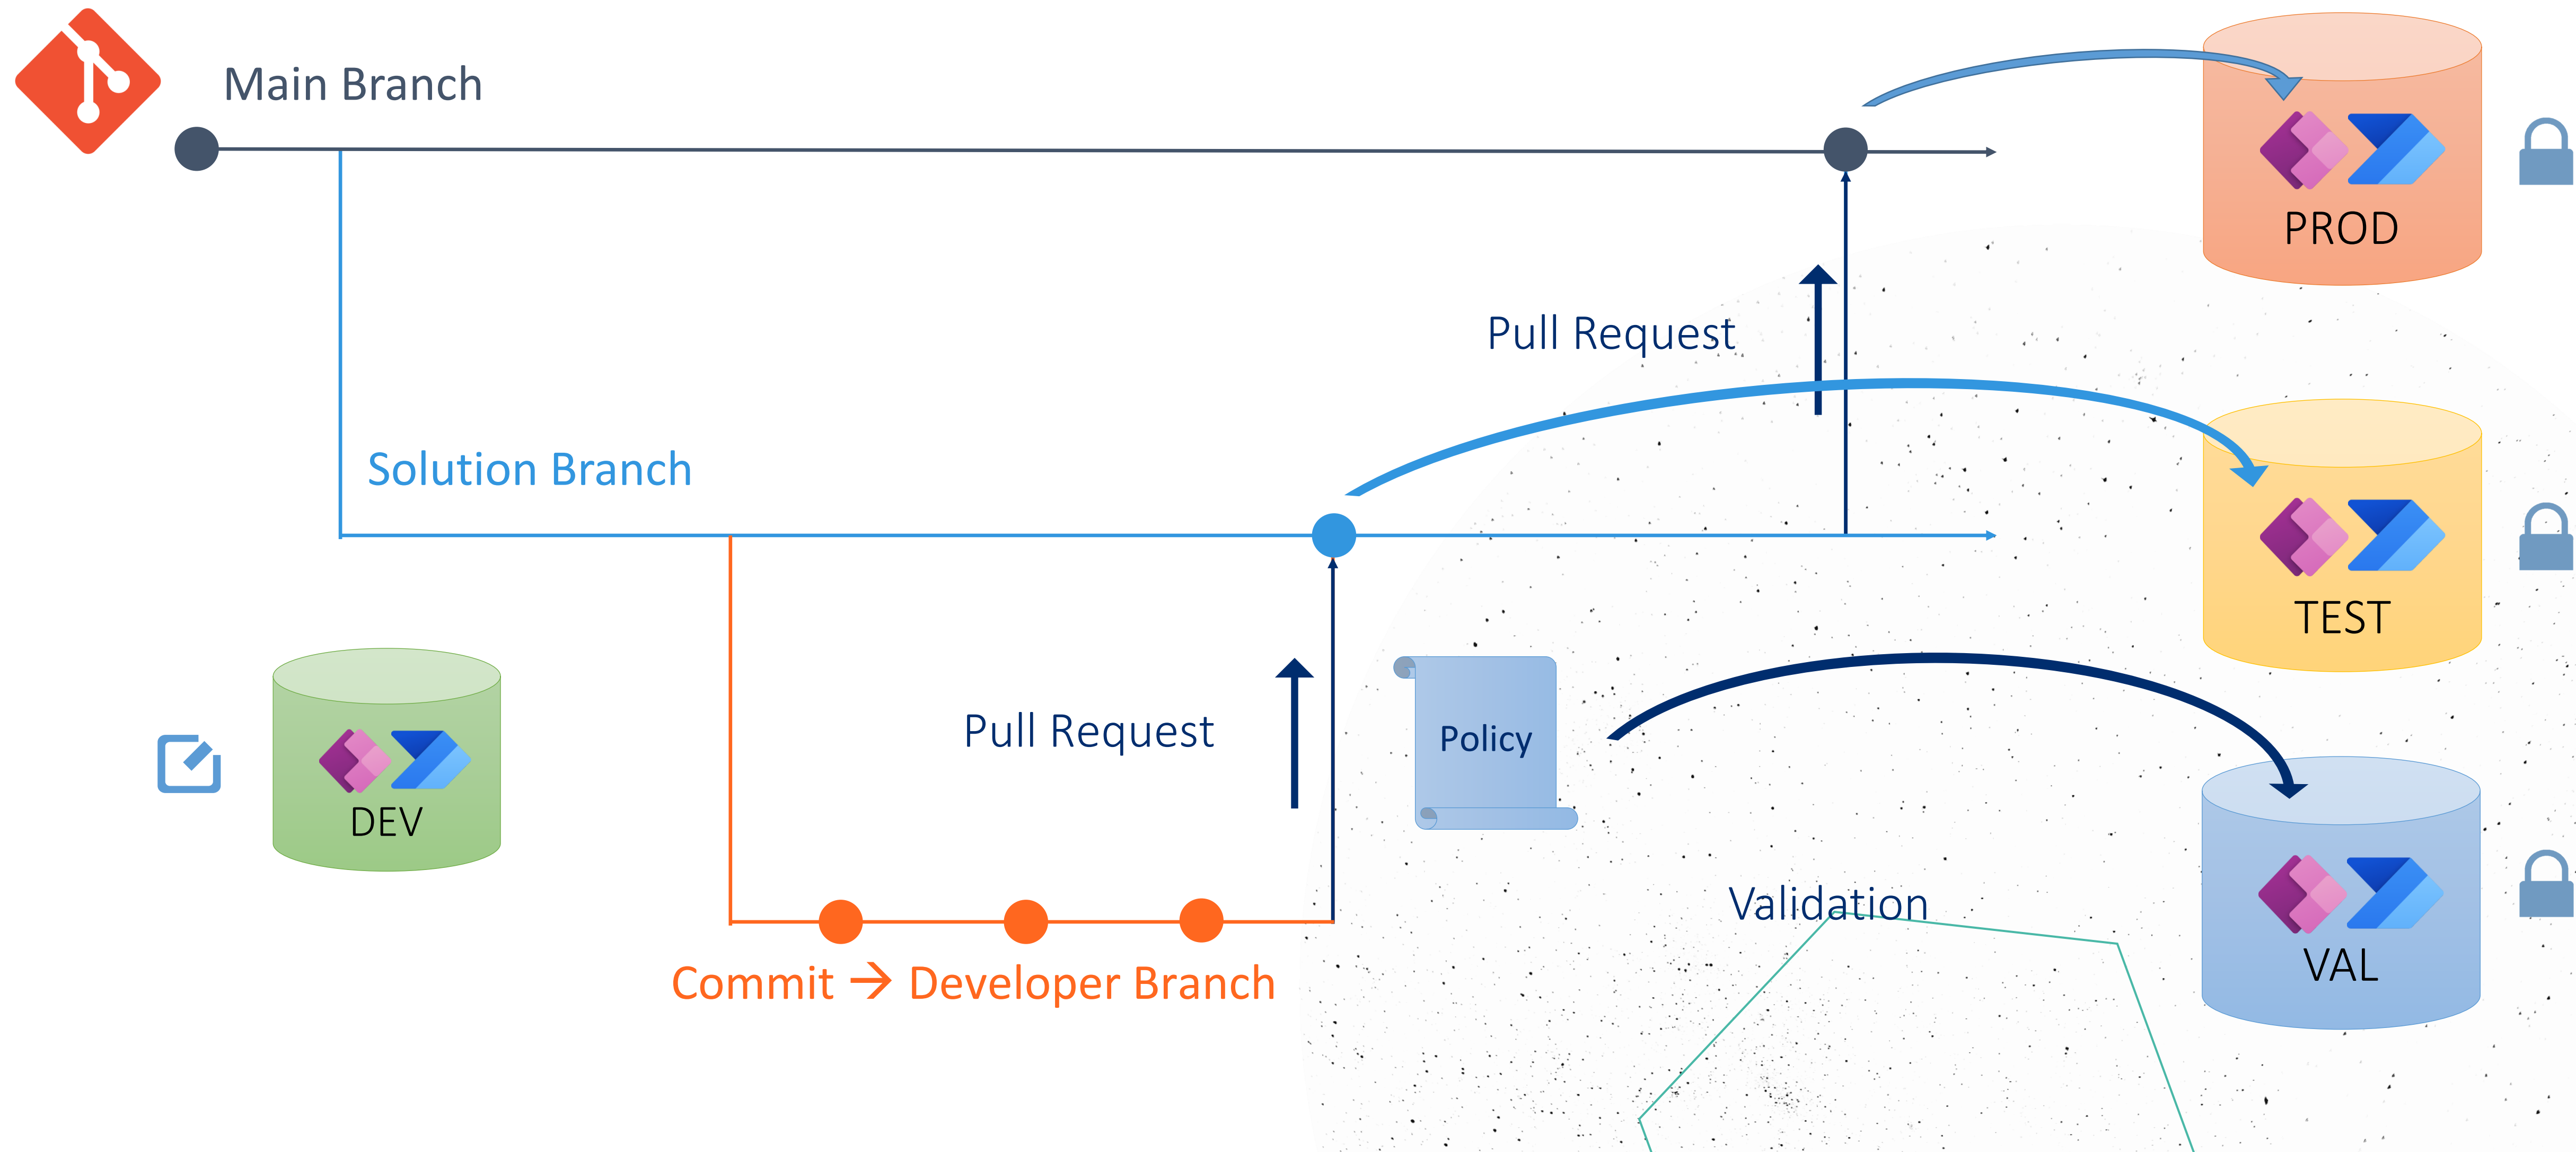 Main Branch
PROD
Pull Request
Solution Branch
TEST
Pull Request
Policy
DEV
Validation
VAL
Commit → Developer Branch